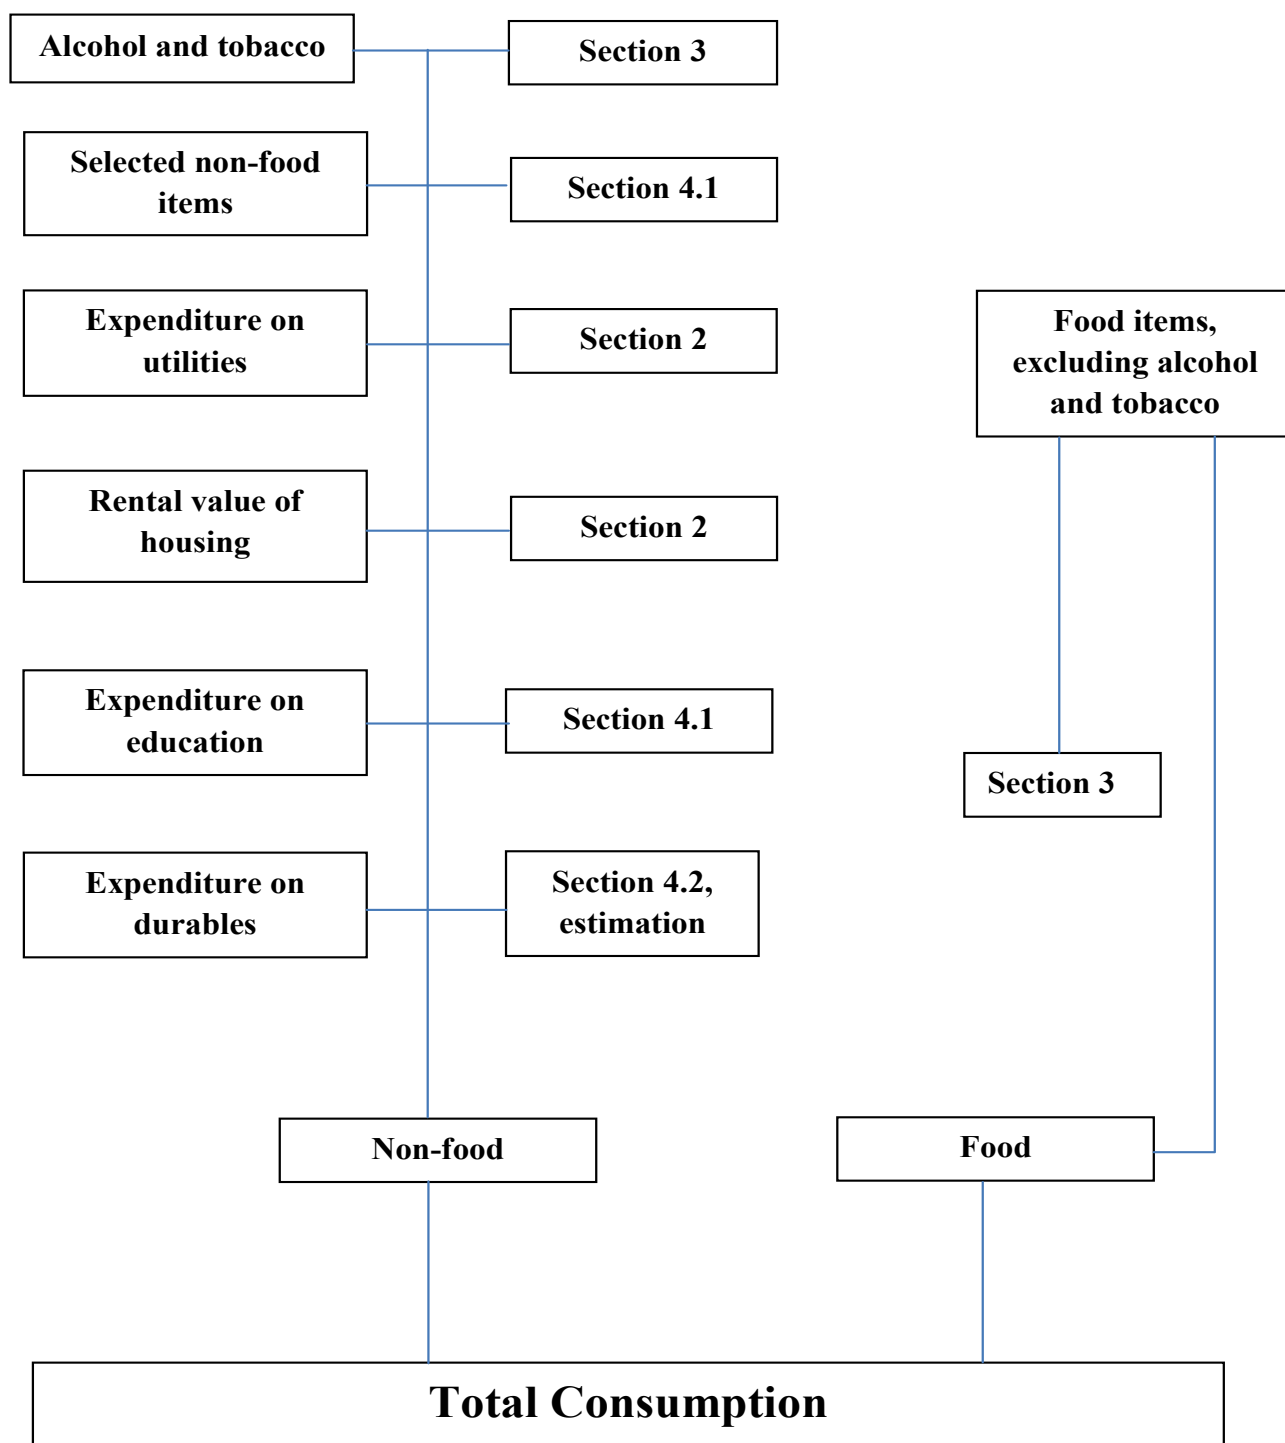 Alcohol and tobacco
Section 3
Selected non-food
items
Section 4.1
Expenditure on
utilities
Section 2
Food items,
excluding alcohol
and tobacco
Rental value of
housing
Section 2
Expenditure on
education
Section 4.1
Section 3
Expenditure on
durables
Section 4.2,
estimation
Non-food
Food
Total Consumption